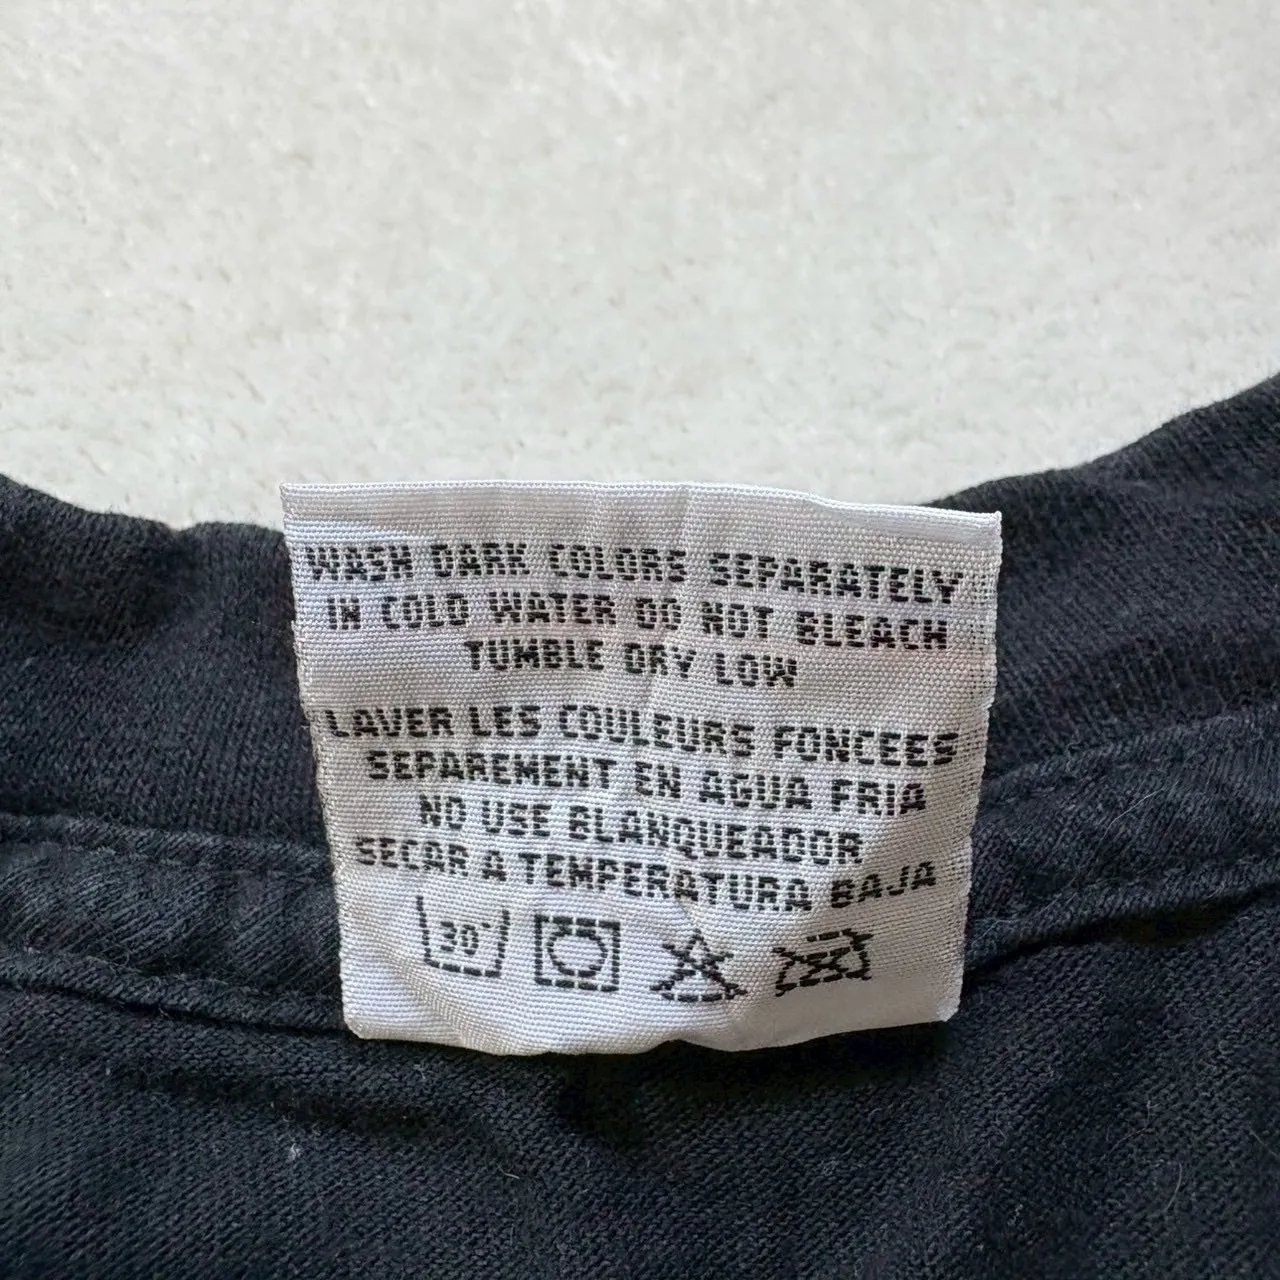 WASH DARK COLORS SEPARATELY
IN COLD WATER DO NOT BLEACH
TUMBLE DRY LOW
LAVER LES COULEURS FONCEES
SEPAREMENT EN AGUA FRIA
NO USE BLANQUEADOR
SECAR A TEMPERATURA BAJA
30°